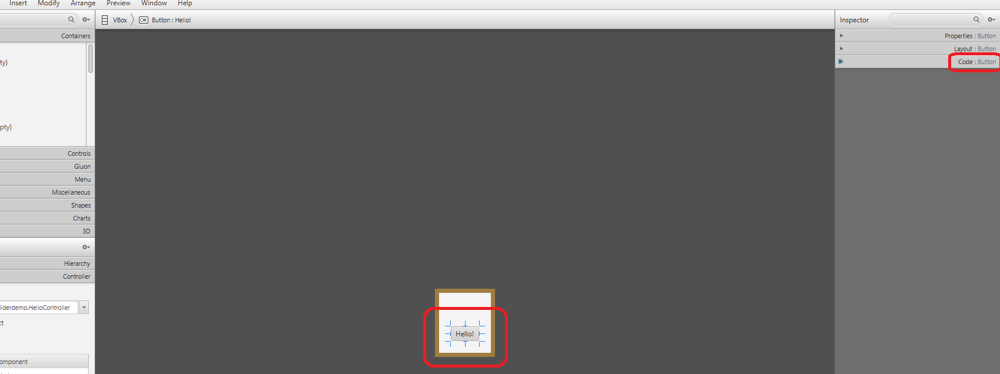 Insert Modify Arrange Preview Window Help
VBox OK Button : Hello!
Inspector
Containers
Properties : Button
ty)
Layout : Button
Code : Button
pty)
Controls
Gluon
Menu
Miscellaneous
Shapes
Charts
3D
Hierarchy
Controller
ilderdemo.HelloController
ct
Hello!
omponent